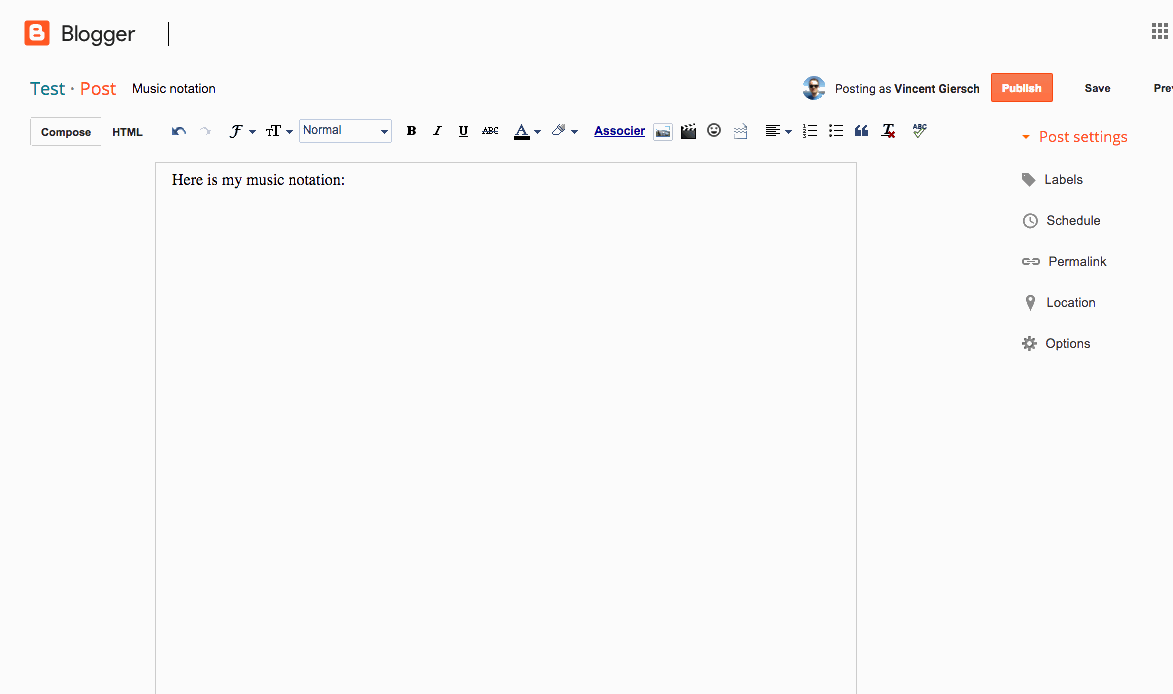 Blogger
Test · Post Music notation Posting as Vincent Giersch Publish Save
Compose HTML Normal B I U ABC A Associer ABC
Post settings
Here is my music notation:
Labels
Schedule
Permalink
Location
Options